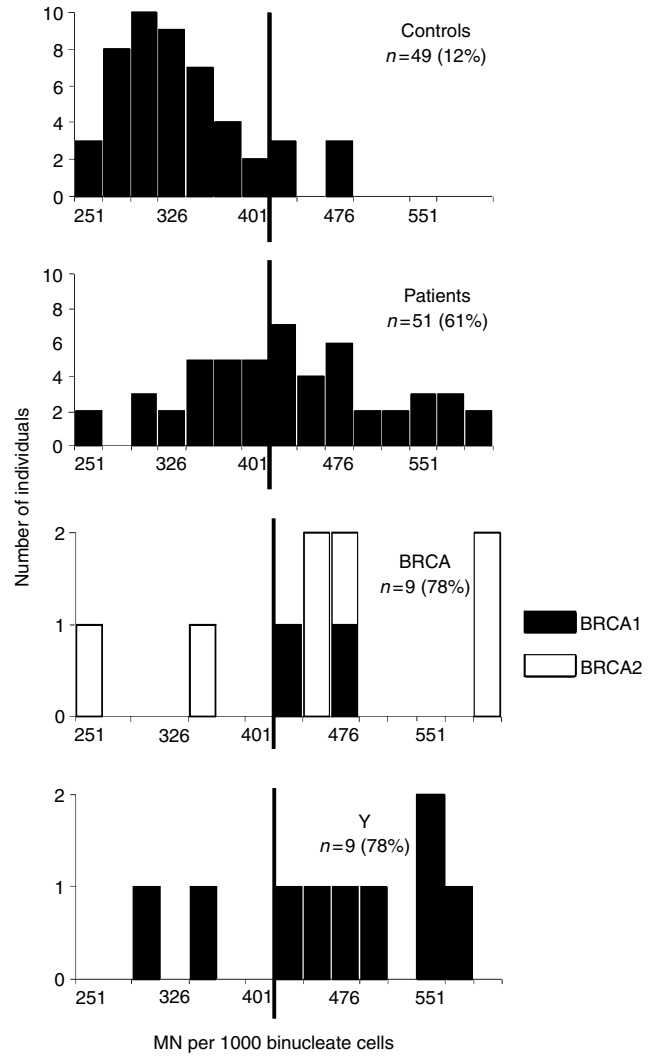 Number of individuals
10
8
6
4
2
0
Controls
n=49 (12%)
251 326 401 476 551
10
8
6
4
2
0
Patients
n=51 (61%)
251 326 401 476 551
2
1
0
BRCA
n=9 (78%)
251 326 401 476 551
BRCA1
BRCA2
2
1
0
Y
n=9 (78%)
251 326 401 476 551
MN per 1000 binucleate cells